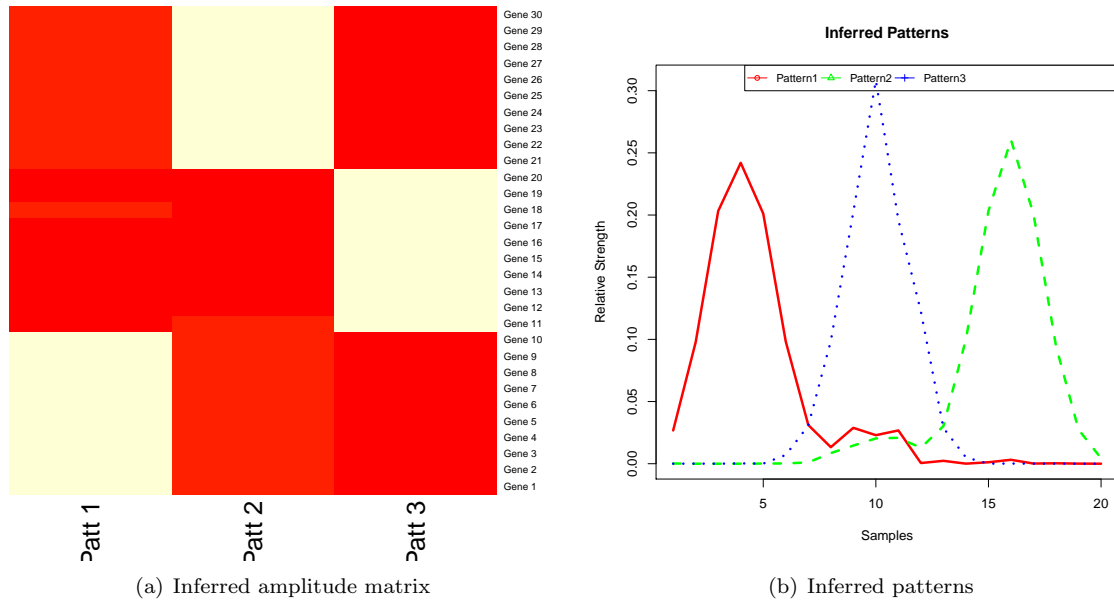 Gene 30
Gene 29
Gene 28
Gene 27
Gene 26
Gene 25
Gene 24
Gene 23
Gene 22
Gene 21
Gene 20
Gene 19
Gene 18
Gene 17
Gene 16
Gene 15
Gene 14
Gene 13
Gene 12
Gene 11
Gene 10
Gene 9
Gene 8
Gene 7
Gene 6
Gene 5
Gene 4
Gene 3
Gene 2
Gene 1
Patt 1
Patt 2
Patt 3
(a) Inferred amplitude matrix
Inferred Patterns
Pattern1 Pattern2 Pattern3
Relative Strength
0.30
0.25
0.20
0.15
0.10
0.05
0.00
5 10 15 20
Samples
(b) Inferred patterns